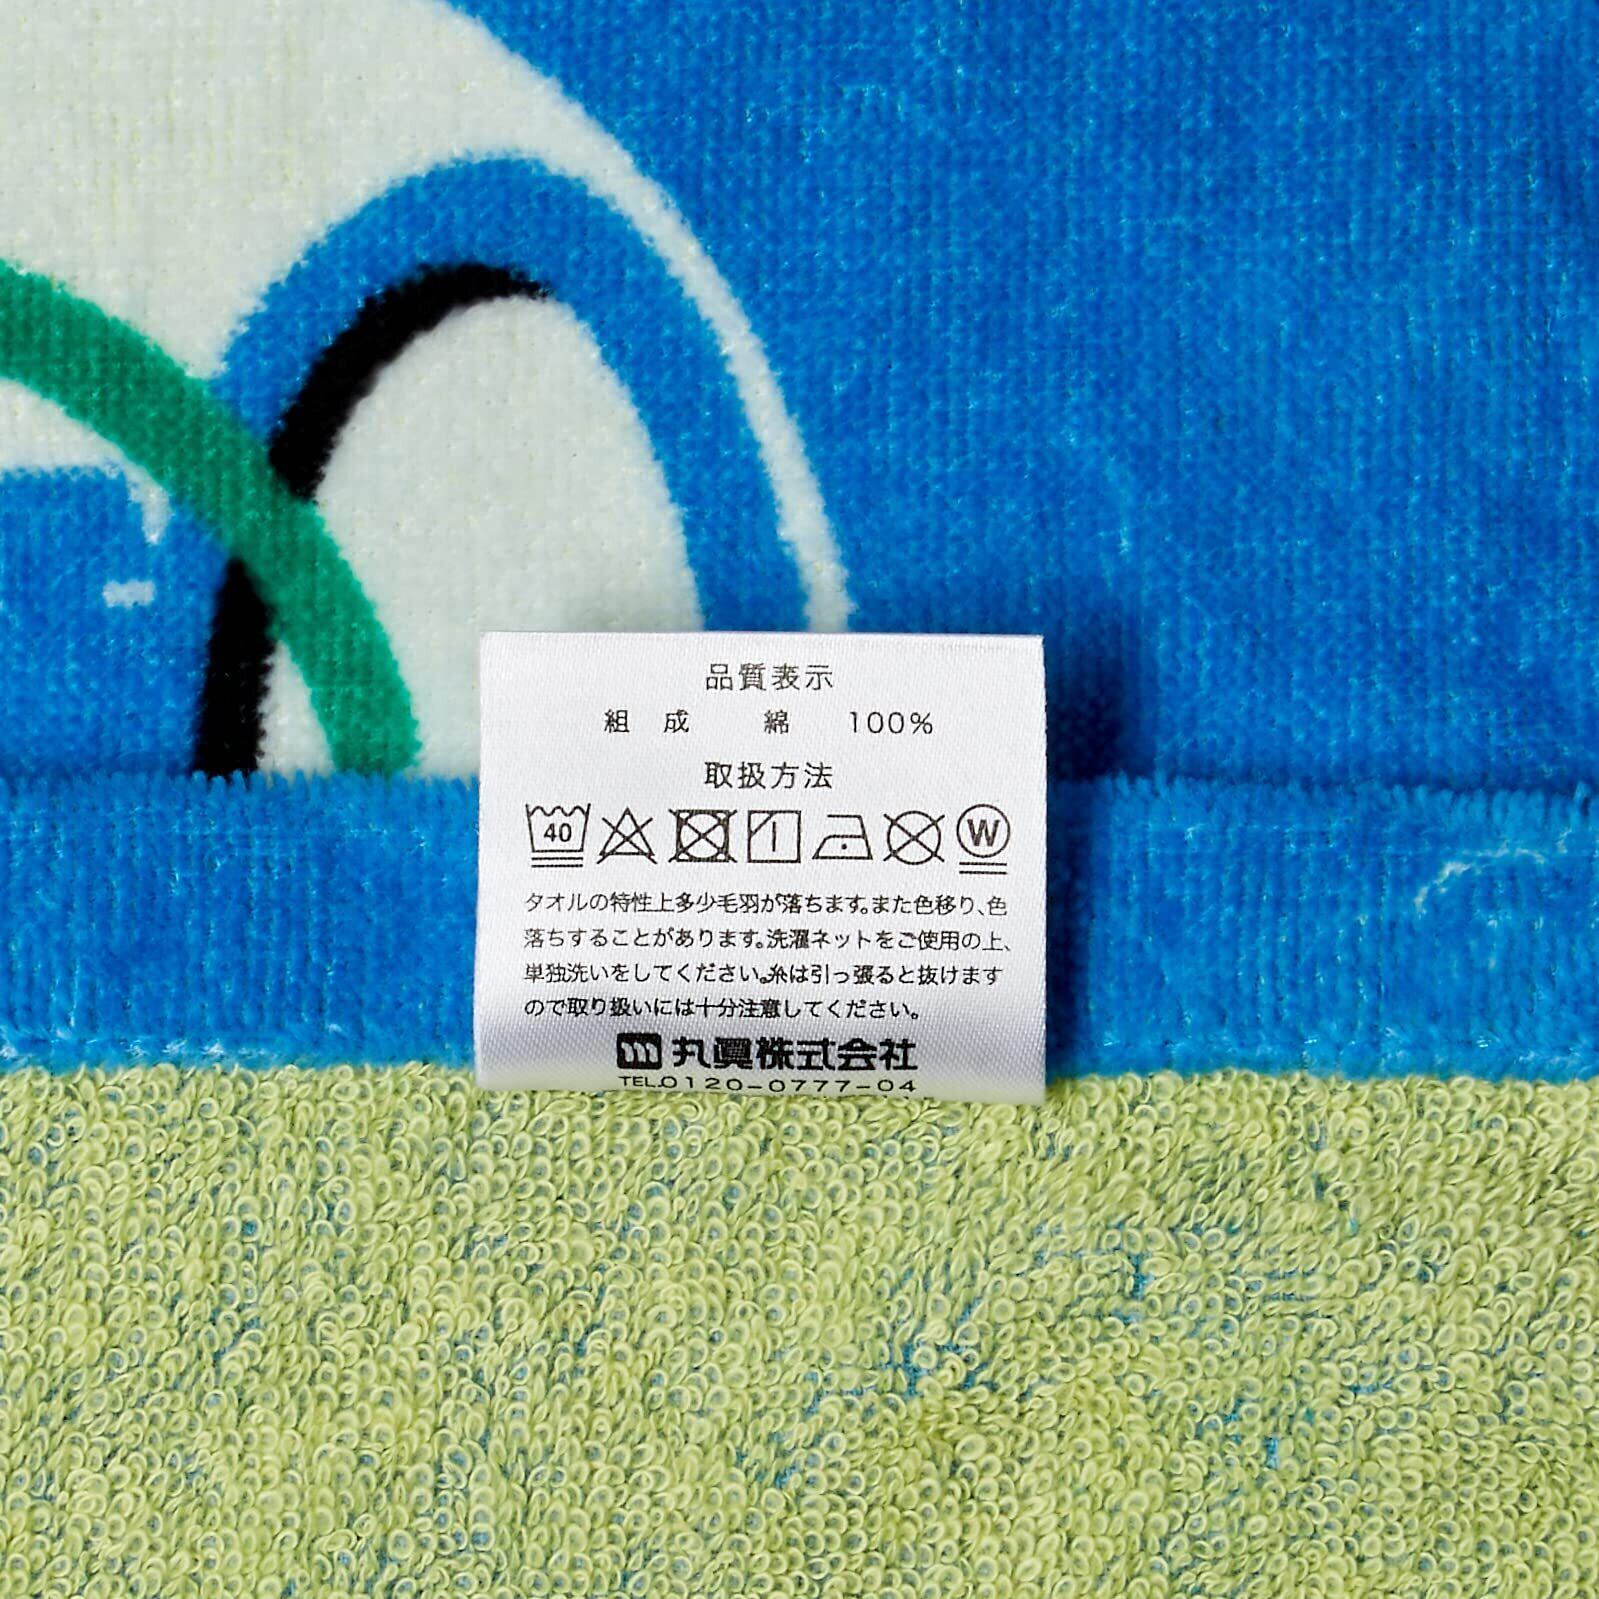 品質表示
組 成 綿 100%
取扱方法
40 W
タオルの特性上多少毛羽が落ちます。また色移り、色
落ちすることがあります。洗濯ネットをご使用の上、
単独洗いをしてください。糸は引っ張ると抜けます
ので取り扱いには十分注意してください。
m 丸眞株式会社
TEL.0120-0777-04